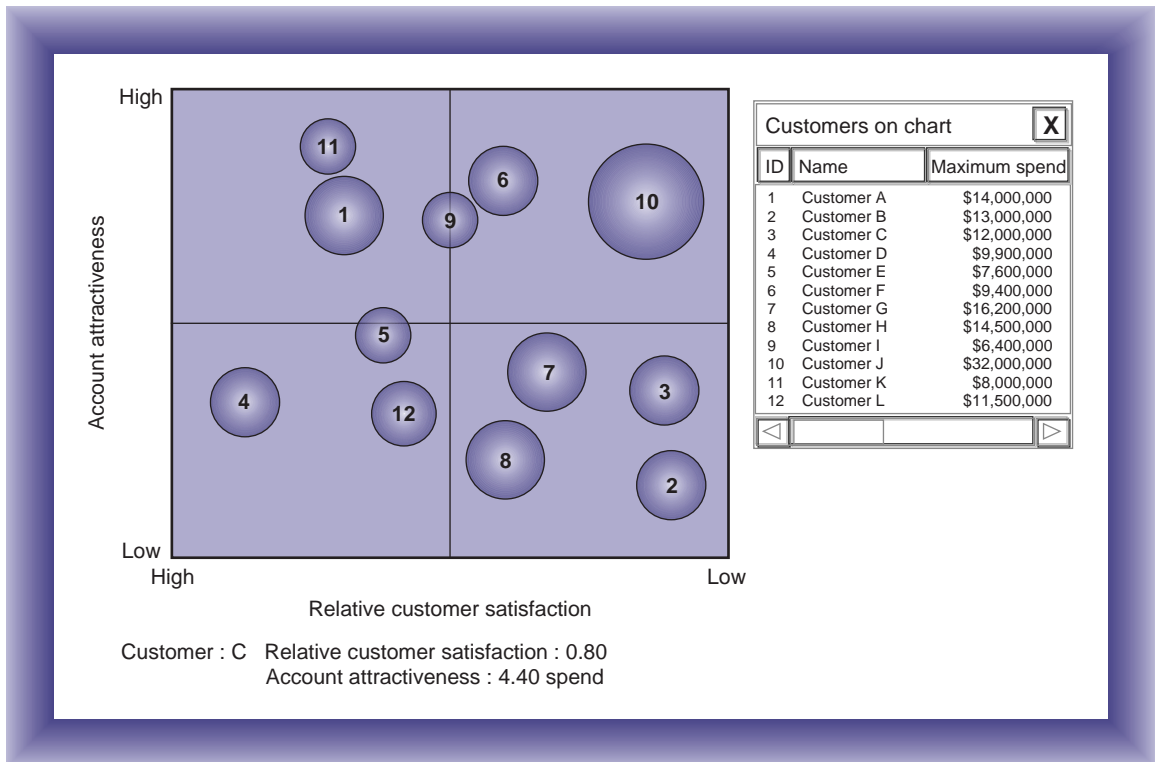 High
Account attractiveness
11
1
6
9
10
5
4
12
7
3
8
2
Low
High
Low
Relative customer satisfaction
Customer : C Relative customer satisfaction : 0.80
Account attractiveness : 4.40 spend
Customers on chart X
ID Name Maximum spend
1 Customer A $14,000,000
2 Customer B $13,000,000
3 Customer C $12,000,000
4 Customer D $9,900,000
5 Customer E $7,600,000
6 Customer F $9,400,000
7 Customer G $16,200,000
8 Customer H $14,500,000
9 Customer I $6,400,000
10 Customer J $32,000,000
11 Customer K $8,000,000
12 Customer L $11,500,000